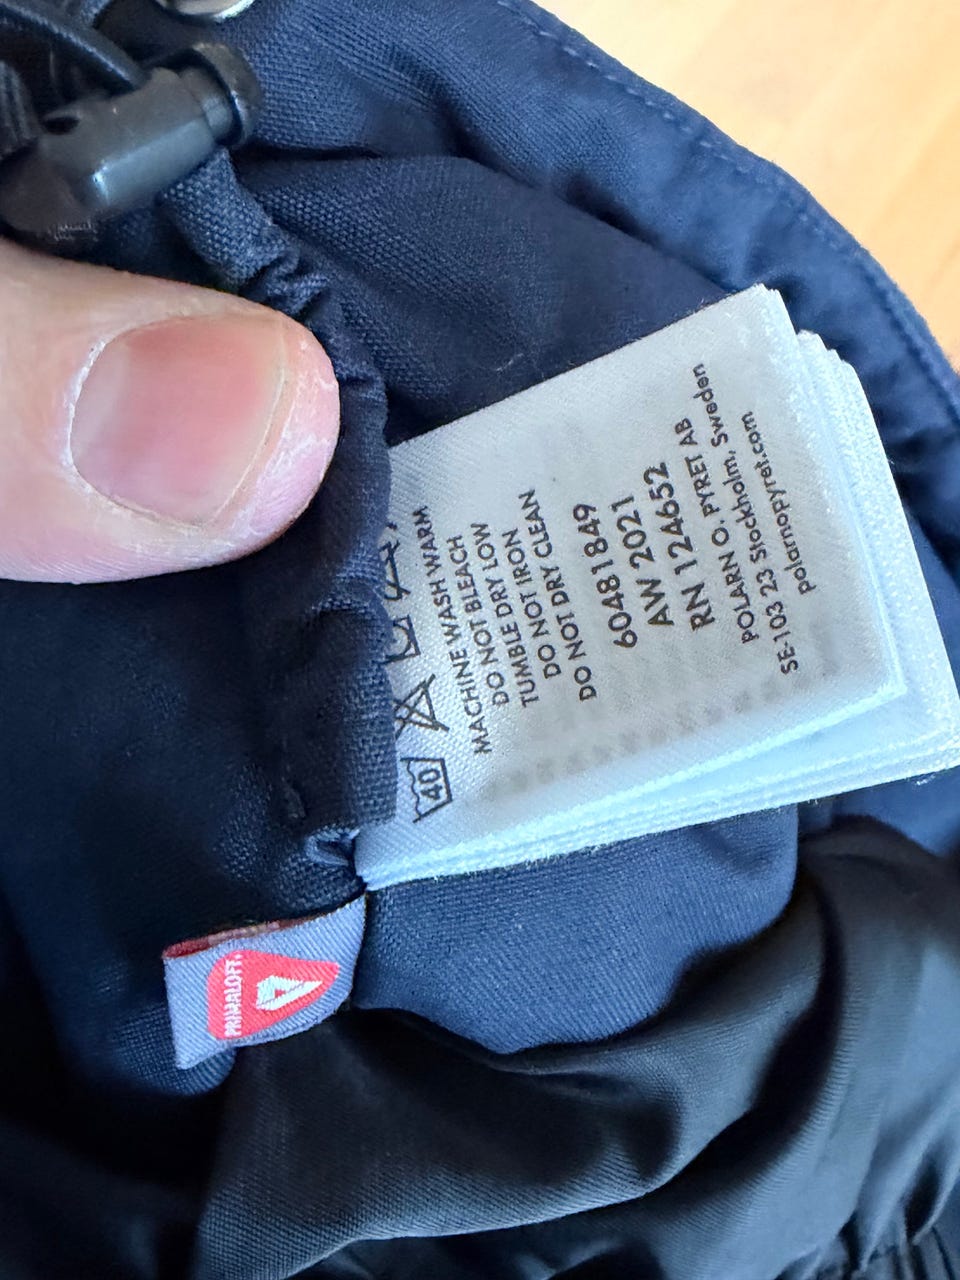 40
MACHINE WASH WARM
DO NOT BLEACH
TUMBLE DRY LOW
DO NOT IRON
DO NOT DRY CLEAN
60481849
AW 2021
RN 124652
POLARN O. PYRET AB
SE-103 23 Stockholm, Sweden
polarnopyret.com
PRIMALOFT